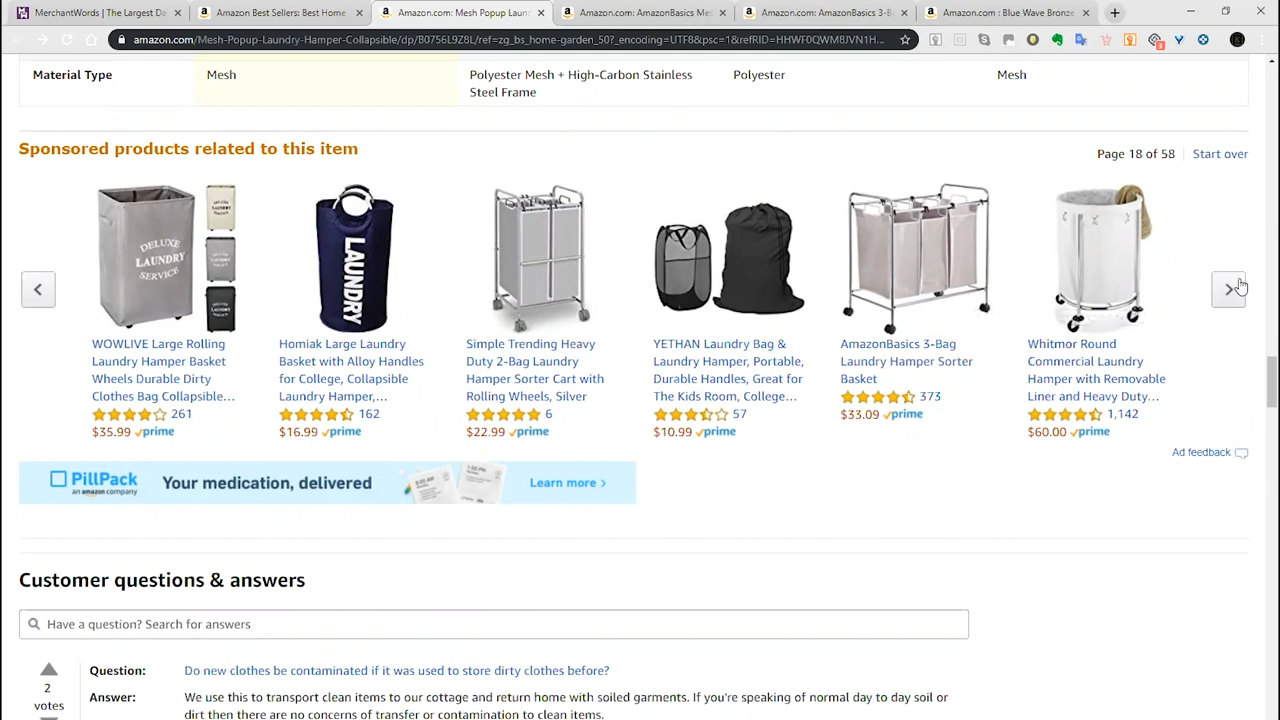 MerchantWords | The Largest Da
Amazon Best Sellers: Best Home
Amazon.com: Mesh Popup Laun
Amazon.com: AmazonBasics Me
Amazon.com: AmazonBasics 3-B
Amazon.com : Blue Wave Bronze
amazon.com/Mesh-Popup-Laundry-Hamper-Collapsible/dp/B0756L9Z8L/ref=zg_bs_home-garden_50?_encoding=UTF8&psc=1&refRID=HHWF0QWM8JVN1H...
Material Type
Mesh
Polyester Mesh + High-Carbon Stainless
Steel Frame
Polyester
Mesh
Sponsored products related to this item
Page 18 of 58
Start over
DELUXE
LAUNDRY
SERVICE
LAUNDRY
WOWLIVE Large Rolling
Laundry Hamper Basket
Wheels Durable Dirty
Clothes Bag Collapsible...
261
$35.99 prime
Homiak Large Laundry
Basket with Alloy Handles
for College, Collapsible
Laundry Hamper,...
162
$16.99 prime
Simple Trending Heavy
Duty 2-Bag Laundry
Hamper Sorter Cart with
Rolling Wheels, Silver
6
$22.99 prime
YETHAN Laundry Bag &
Laundry Hamper, Portable,
Durable Handles, Great for
The Kids Room, College...
57
$10.99 prime
AmazonBasics 3-Bag
Laundry Hamper Sorter
Basket
373
$33.09 prime
Whitmor Round
Commercial Laundry
Hamper with Removable
Liner and Heavy Duty...
1,142
$60.00 prime
Ad feedback
PillPack
an amazon company
Your medication, delivered
Learn more >
Customer questions & answers
Have a question? Search for answers
2
votes
Question:
Do new clothes be contaminated if it was used to store dirty clothes before?
Answer:
We use this to transport clean items to our cottage and return home with soiled garments. If you're speaking of normal day to day soil or
dirt then there are no concerns of transfer or contamination to clean items.